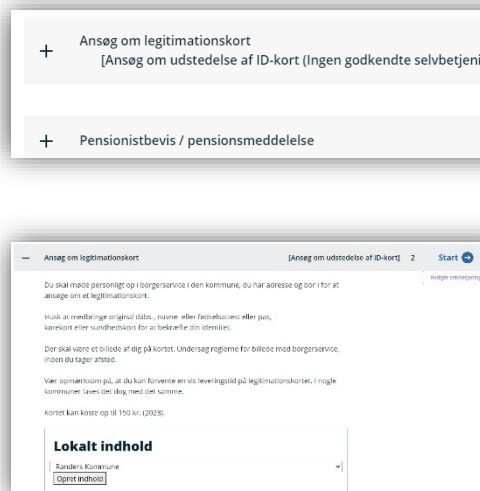 Ansøg om legitimationskort
[Ansøg om udstedelse af ID-kort (Ingen godkendte selvbetjeni
Pensionistbevis / pensionsmeddelelse
Ansøg om legitimationskort [Ansøg om udstedelse af ID-kort] 2 Start
Du skal møde personligt op i borgerservice i den kommune, du har adresse og bor i for at
ansøge om et legitimationskort.
Husk at medbringe original dåbs-, navne- eller fødselsattest eller pas,
kørekort eller sundhedskort for at bekræfte din identitet.
Der skal være et billede af dig på kortet. Undersøg reglerne for billede med borgerservice,
inden du tager afsted.
Vær opmærksom på, at du kan forvente en vis leveringstid på legitimationskortet. I nogle
kommuner laves det dog med det samme.
Kortet kan koste op til 150 kr. (2023).
Lokalt indhold
Randers Kommune
Opret indhold